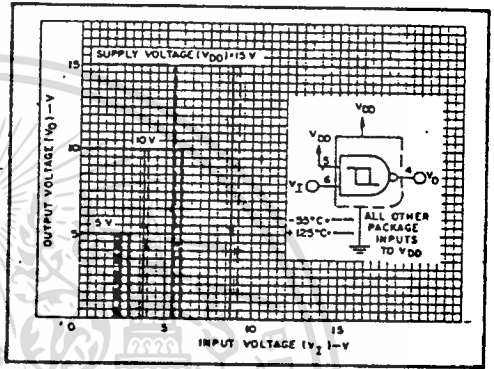 SUPPLY VOLTAGE (VDD)=15 V
15
10 V
10
5 V
5
OUTPUT VOLTAGE (VO)–V
VDD
VDD
5
6
4
VI
VO
-55°C
+125°C
ALL OTHER
PACKAGE
INPUTS
TO VDD
0
5
10
15
INPUT VOLTAGE (VI)–V